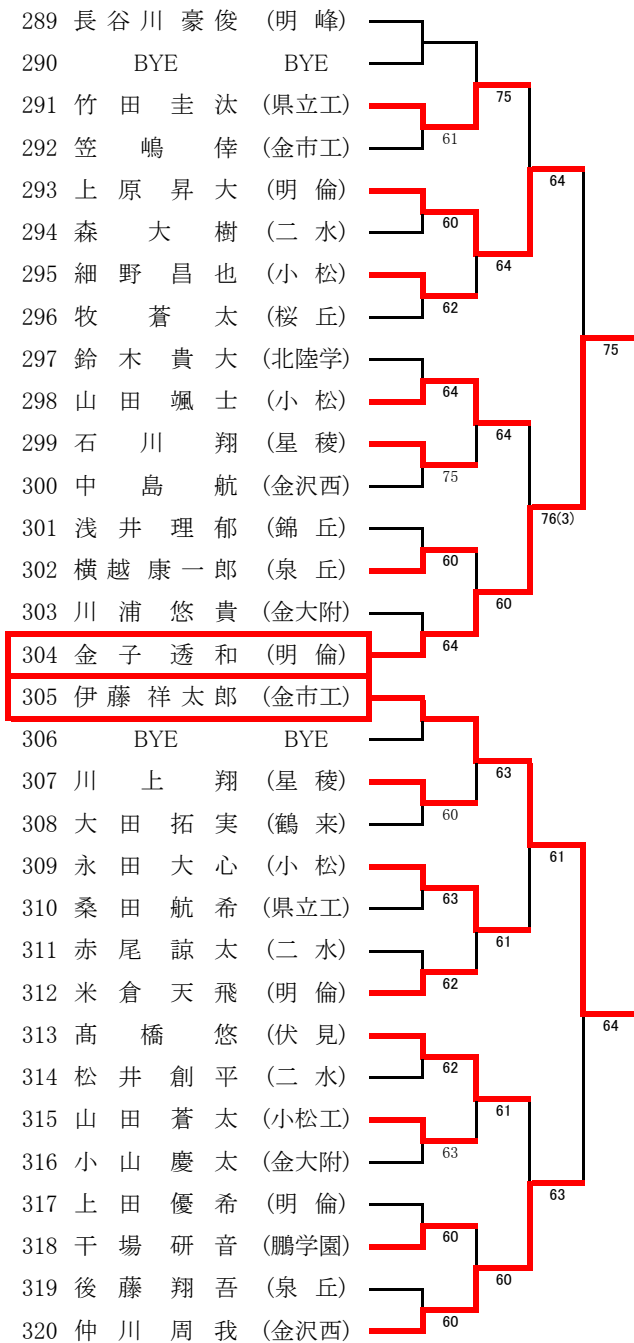 289 長谷川豪俊 (明峰)
290 BYE BYE
75
291 竹田圭汰 (県立工)
61
292 笠嶋倖 (金市工)
64
293 上原昇大 (明倫)
60
294 森大樹 (二水)
64
295 細野昌也 (小松)
62
296 牧蒼太 (桜丘)
75
297 鈴木貴大 (北陸学)
64
298 山田颯士 (小松)
64
299 石川翔 (星稜)
75
300 中島航 (金沢西)
76(3)
301 浅井理郁 (錦丘)
60
302 横越康一郎 (泉丘)
60
303 川浦悠貴 (金大附)
64
304 金子透和 (明倫)
305 伊藤祥太郎 (金市工)
306 BYE BYE
63
307 川上翔 (星稜)
60
308 大田拓実 (鶴来)
61
309 永田大心 (小松)
63
310 桑田航希 (県立工)
61
311 赤尾諒太 (二水)
62
312 米倉天飛 (明倫)
64
313 髙橋悠 (伏見)
62
314 松井創平 (二水)
61
315 山田蒼太 (小松工)
63
316 小山慶太 (金大附)
63
317 上田優希 (明倫)
60
318 干場研音 (鵬学園)
60
319 後藤翔吾 (泉丘)
60
320 仲川周我 (金沢西)